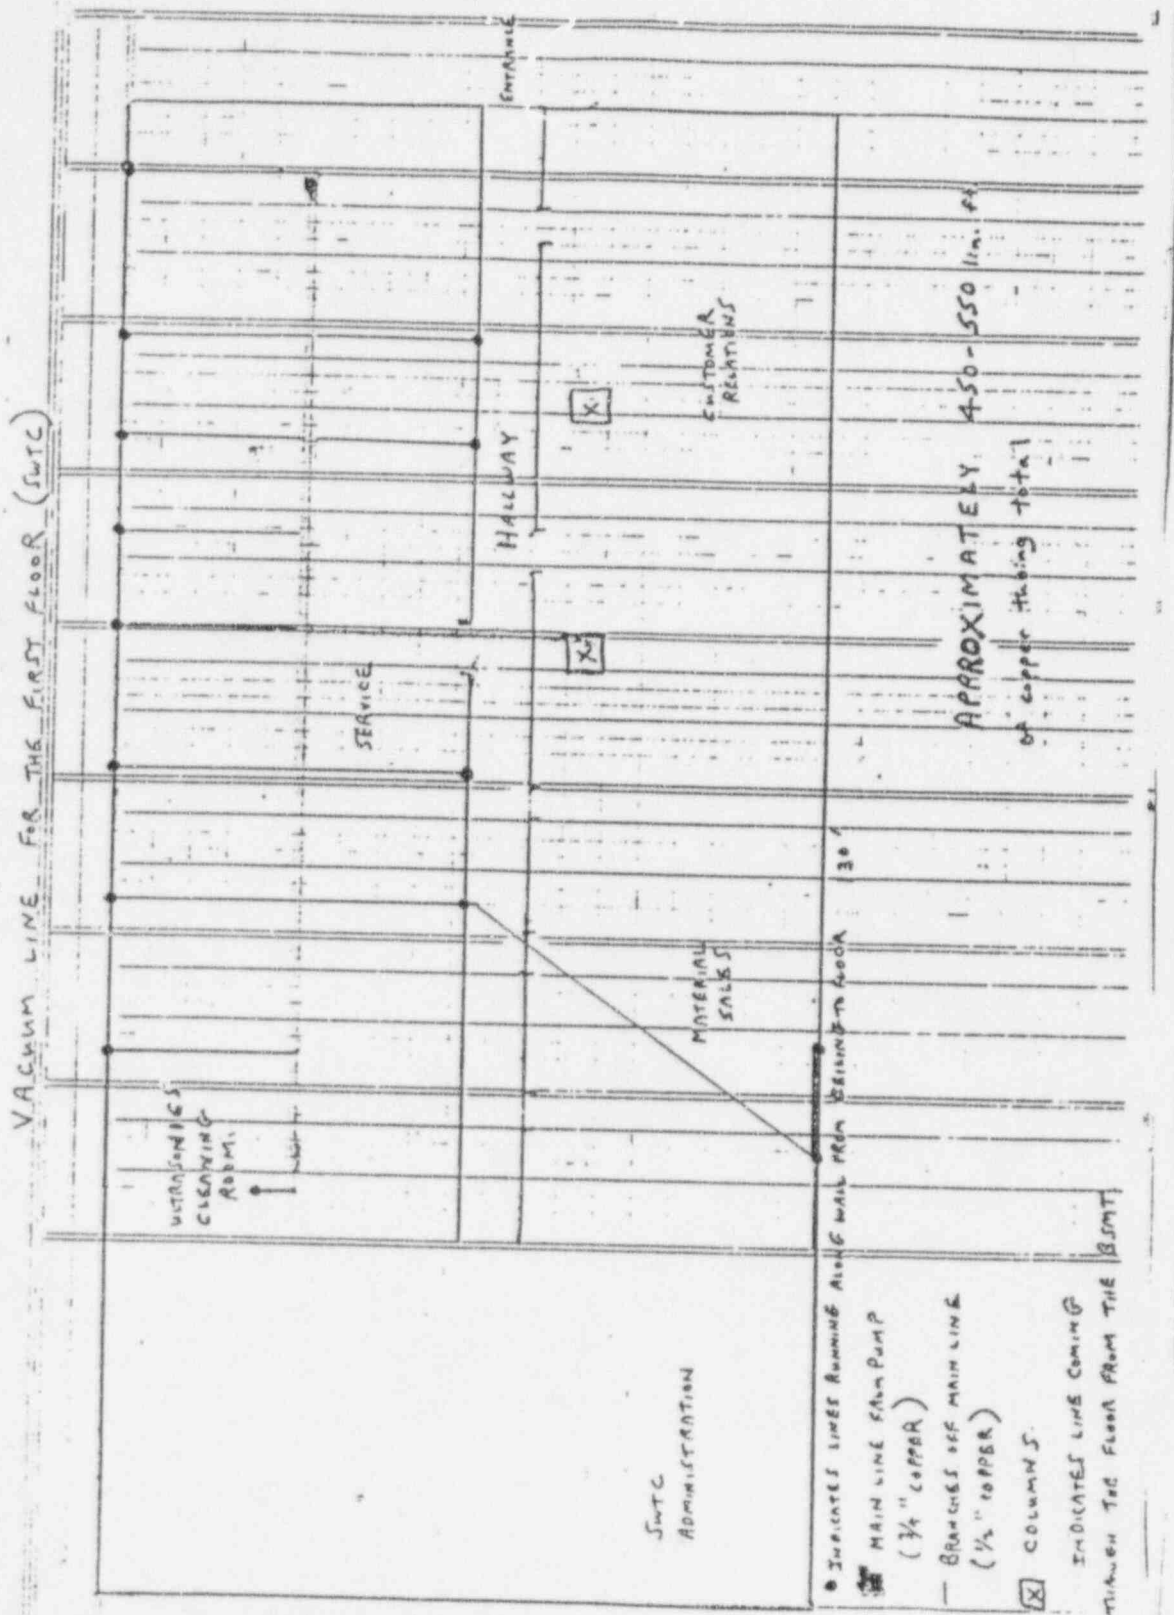 VACUUM LINE FOR THE FIRST FLOOR (SWTC)
ENTRANCE
HALLWAY
CUSTOMER
RELATIONS
SERVICE
MATERIAL
SALES
ULTRASONICS
CLEANING
ROOM.
SWTC
ADMINISTRATION
APPROXIMATELY 450-550 lin. ft.
of copper tubing total
130'
INDICATES LINES RUNNING ALONG WALL FROM CEILING TO FLOOR
MAIN LINE FROM PUMP
(3/4" COPPER)
— BRANCHES OFF MAIN LINE
(1/2" COPPER)
X COLUMNS.
INDICATES LINE COMING
THROUGH THE FLOOR FROM THE BSMT.
X
X